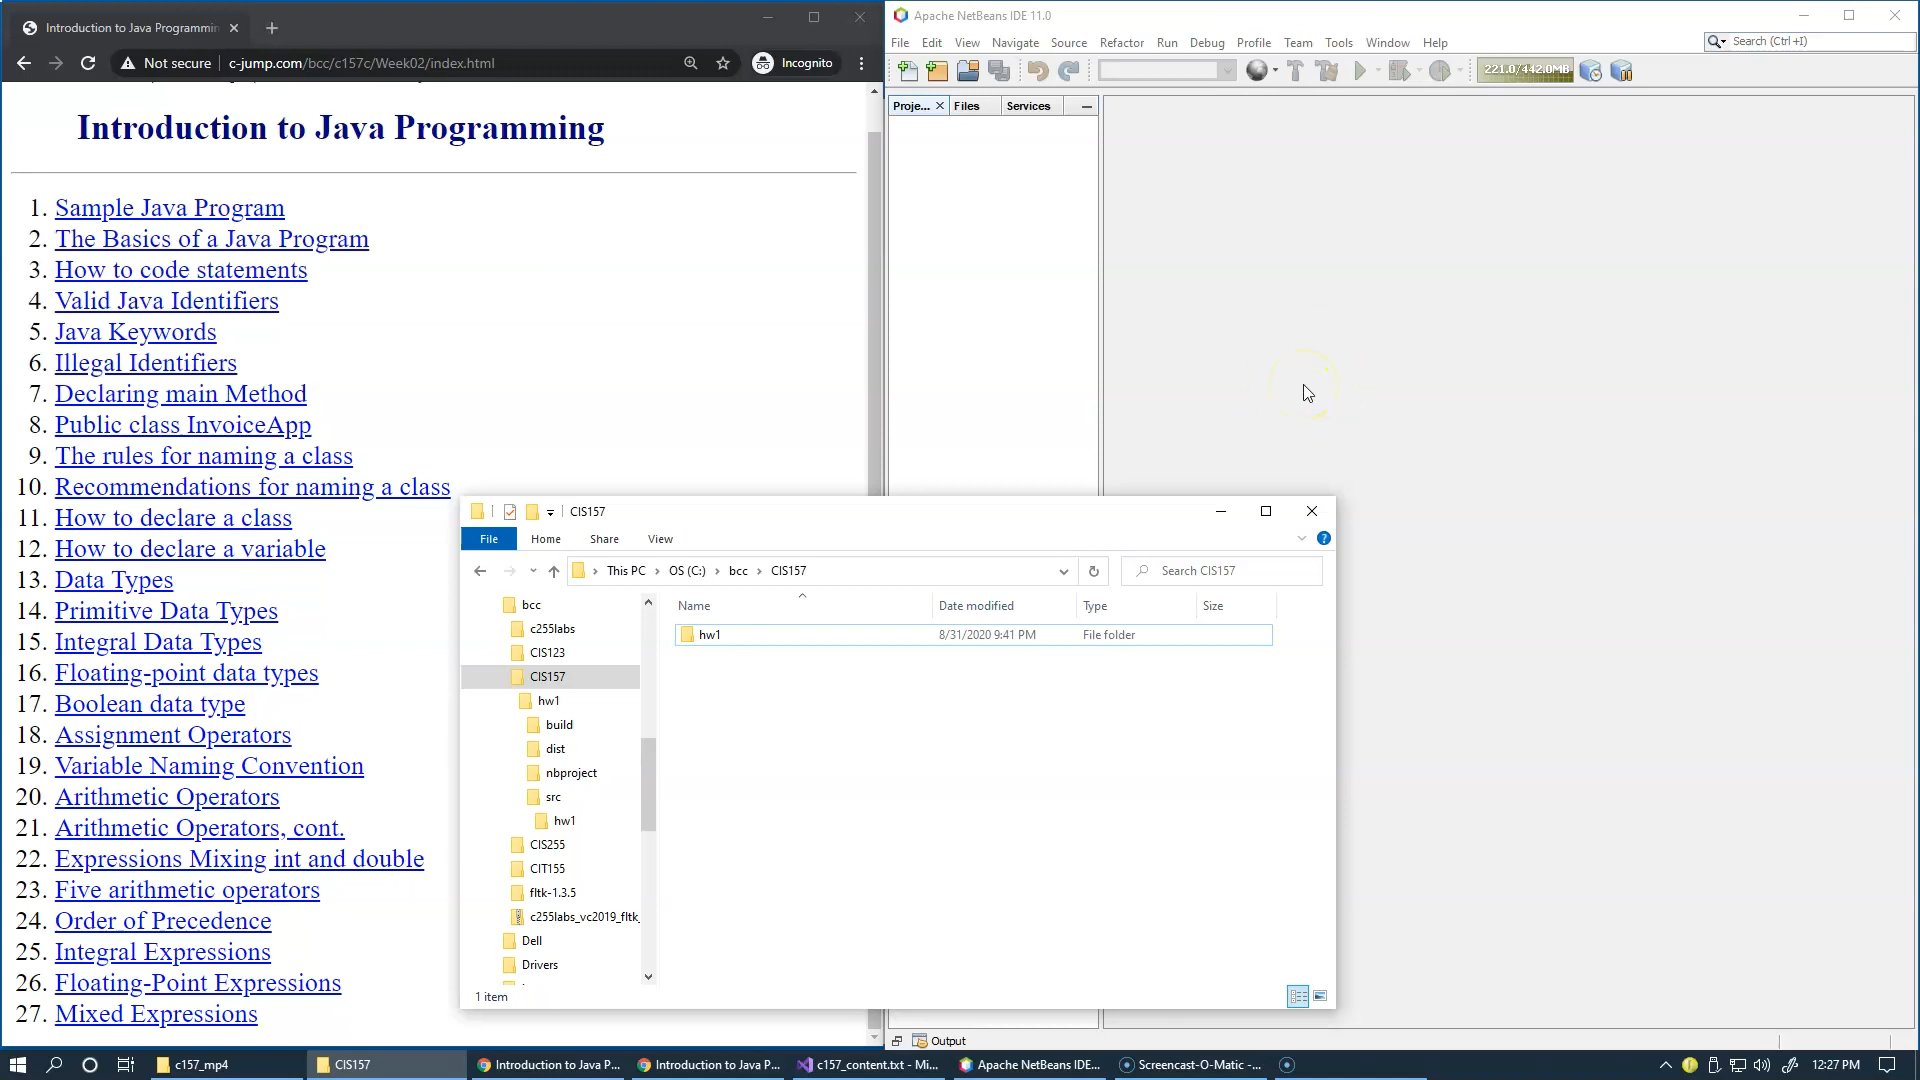 Introduction to Java Programmin
Not secure
c-jump.com/bcc/c157c/Week02/index.html
Incognito
Introduction to Java Programming
1. Sample Java Program
2. The Basics of a Java Program
3. How to code statements
4. Valid Java Identifiers
5. Java Keywords
6. Illegal Identifiers
7. Declaring main Method
8. Public class InvoiceApp
9. The rules for naming a class
10. Recommendations for naming a class
11. How to declare a class
12. How to declare a variable
13. Data Types
14. Primitive Data Types
15. Integral Data Types
16. Floating-point data types
17. Boolean data type
18. Assignment Operators
19. Variable Naming Convention
20. Arithmetic Operators
21. Arithmetic Operators, cont.
22. Expressions Mixing int and double
23. Five arithmetic operators
24. Order of Precedence
25. Integral Expressions
26. Floating-Point Expressions
27. Mixed Expressions
Apache NetBeans IDE 11.0
File Edit View Navigate Source Refactor Run Debug Profile Team Tools Window Help
Search (Ctrl+I)
221.0/442.0MB
Proje... Files Services
Output
CIS157
File Home Share View
This PC > OS (C:) > bcc > CIS157
Search CIS157
Name Date modified Type Size
hw1 8/31/2020 9:41 PM File folder
bcc
c255labs
CIS123
CIS157
hw1
build
dist
nbproject
src
hw1
CIS255
CIT155
fltk-1.3.5
c255labs_vc2019_fltk_
Dell
Drivers
1 item
c157_mp4
CIS157
Introduction to Java P...
Introduction to Java P...
c157_content.txt - Mi...
Apache NetBeans IDE...
Screencast-O-Matic -...
12:27 PM